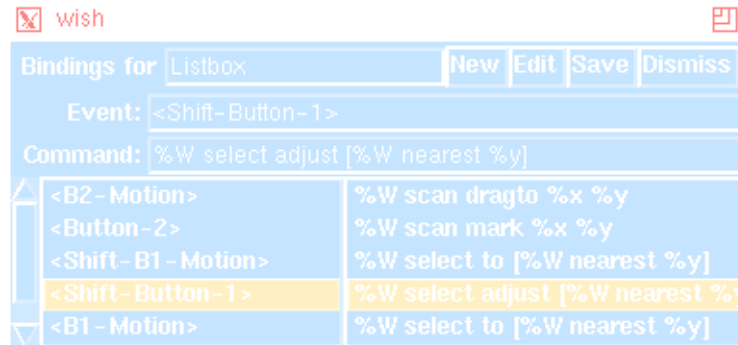 wish
Bindings for Listbox New Edit Save Dismiss
Event: <Shift-Button-1>
Command: %W select adjust [%W nearest %y]
<B2-Motion> %W scan dragto %x %y
<Button-2> %W scan mark %x %y
<Shift-B1-Motion> %W select to [%W nearest %y]
<Shift-Button-1> %W select adjust [%W nearest %y
<B1-Motion> %W select to [%W nearest %y]